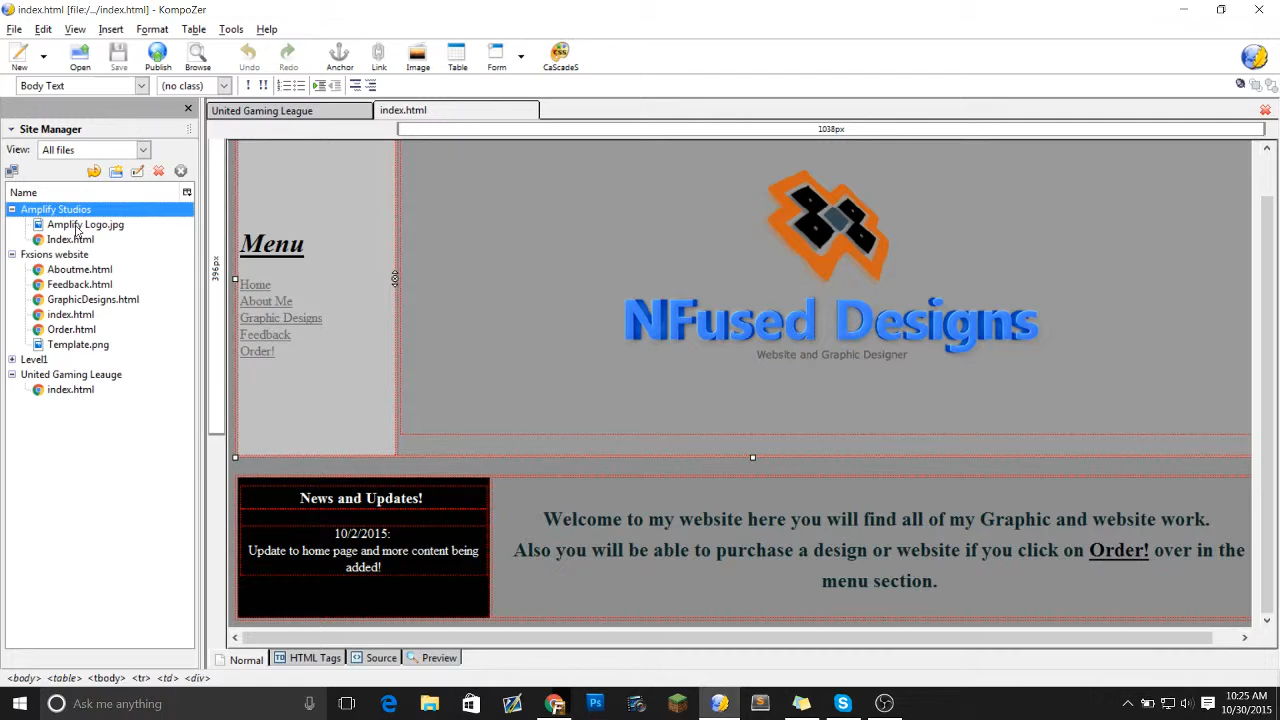 index.html [file:/../index.html] - KompoZer
File Edit View Insert Format Table Tools Help
New Open Save Publish Browse Undo Redo Anchor Link Image Table Form CaScadeS
Body Text (no class)
United Gaming League index.html
Site Manager
1038px
View: All files
Name
Amplify Studios
Amplify Logo.jpg
Index.html
Fxsions website
Aboutme.html
Feedback.html
GraphicDesigns.html
index.html
Order.html
Template.png
Level1
United Gaming Leauge
index.html
396px
Menu
Home
About Me
Graphic Designs
Feedback
Order!
NFused Designs
Website and Graphic Designer
News and Updates!
10/2/2015:
Update to home page and more content being
added!
Welcome to my website here you will find all of my Graphic and website work.
Also you will be able to purchase a design or website if you click on Order! over in the
menu section.
Normal HTML Tags Source Preview
<body> <table> <tbody> <tr> <td> <div>
Ask me anything
10:25 AM
10/30/2015